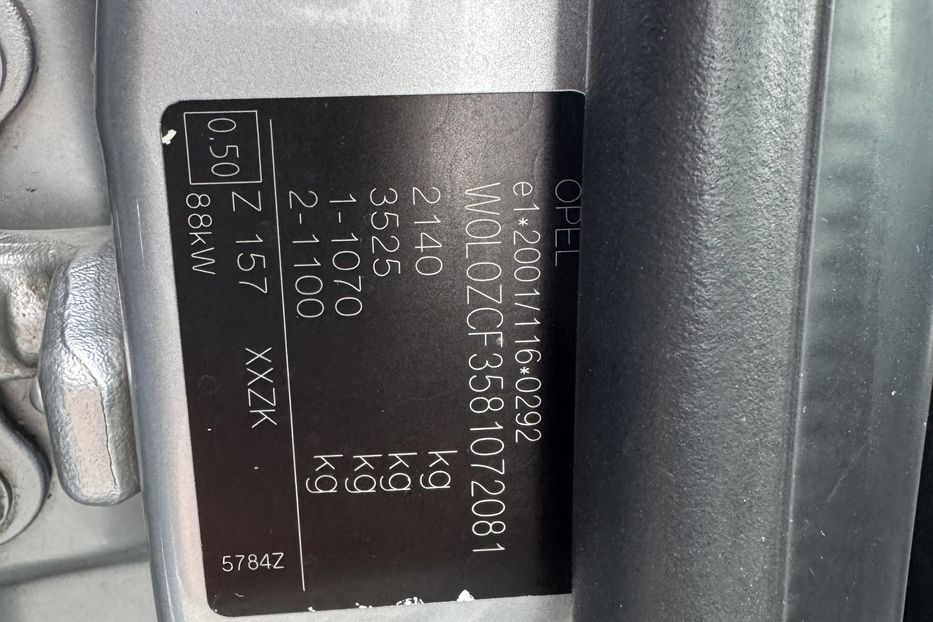 OPEL
e1*2001/116*0292
W0L0ZCF3581072081
2140 kg
3525 kg
1-1070 kg
2-1100 kg
Z 157 XXZK
0.50
88kW
5784Z